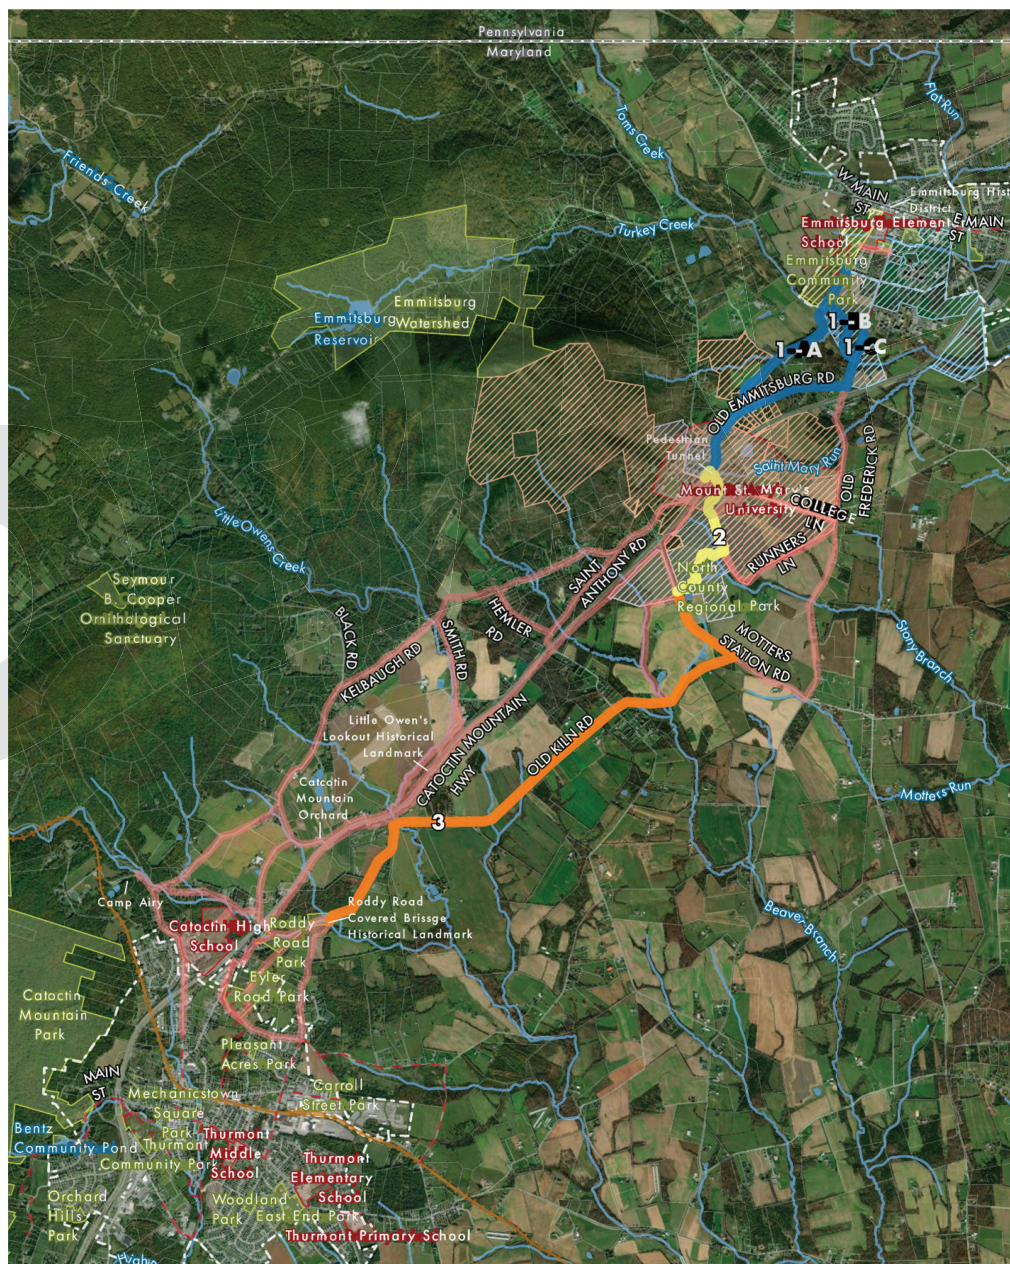 Pennsylvania
Maryland
Flat Run
Toms Creek
Friends' Creek
W MAIN
ST
Emmitsburg Hist
District
Emmitsburg Element
School
E MAIN
ST
Turkey Creek
Emmitsburg
Community
Park
Emmitsburg
Watershed
Emmitsburg
Reservoir
1 - B
1 - A
1 - C
OLD EMMITSBURG RD
Pedestrian
Tunnel
Saint Mary Run
OLD
FREDERICK RD
Mount St. Mary's
University
COLLEGE
LN
Little Owens Creek
2
RUNNERS
LN
SAINT
ANTHONY RD
North
County
Regional Park
Seymour
B. Cooper
Ornithological
Sanctuary
BLACK RD
HEMLER
RD
SMITH RD
KELBAUGH RD
MOTTERS
STATION RD
Stony Branch
Little Owen's
Lookout Historical
Landmark
CATOCTIN MOUNTAIN
HWY
OLD KILN RD
Catcotin
Mountain
Orchard
Motters Run
3
Camp Airy
Roddy Road
Covered Brissge
Historical Landmark
Catoctin High
School
Roddy
Road
Park
Beaver Branch
Eyler
Road Park
Catoctin
Mountain
Park
Pleasant
Acres Park
MAIN
ST
Mechanicstown
Square
Park
Carroll
Street Park
Bentz
Community Pond
Thurmont
Community Park
Thurmont
Middle
School
Thurmont
Elementary
School
Orchard
Hills
Park
Woodland
Park
East End Park
Thurmont Primary School